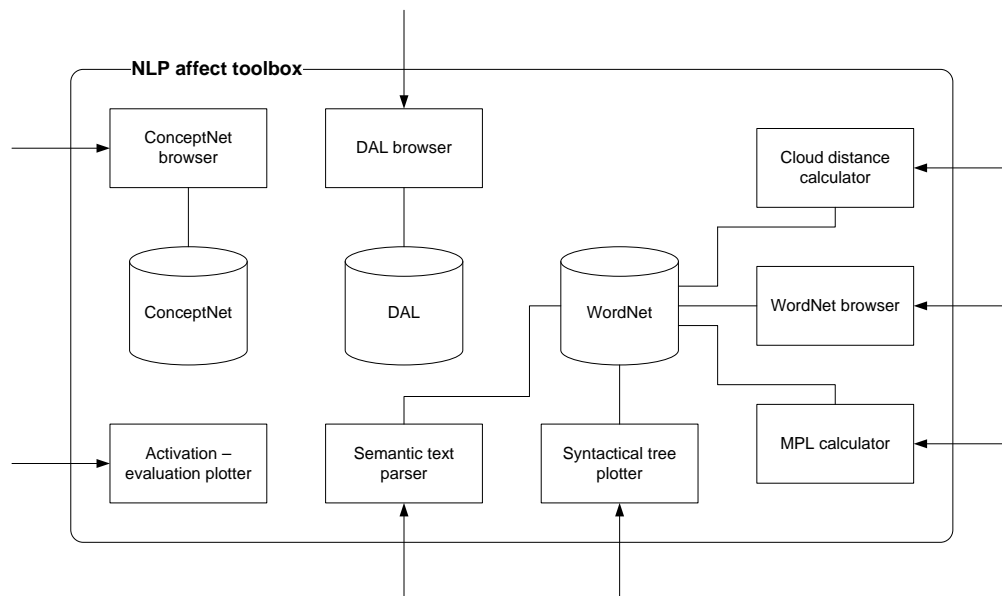 NLP affect toolbox
ConceptNet
browser
DAL browser
Cloud distance
calculator
ConceptNet
DAL
WordNet
WordNet browser
Activation –
evaluation plotter
Semantic text
parser
Syntactical tree
plotter
MPL calculator